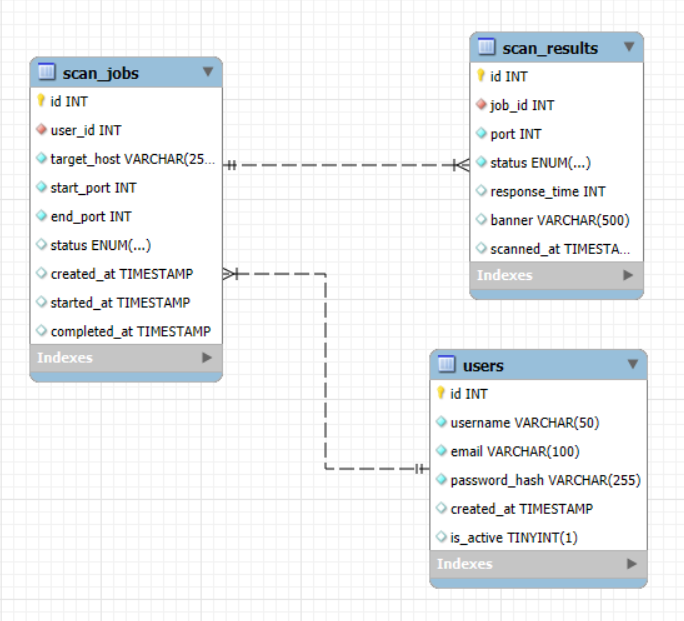 scan_jobs
id INT
user_id INT
target_host VARCHAR(25...
start_port INT
end_port INT
status ENUM(...)
created_at TIMESTAMP
started_at TIMESTAMP
completed_at TIMESTAMP
Indexes
scan_results
id INT
job_id INT
port INT
status ENUM(...)
response_time INT
banner VARCHAR(500)
scanned_at TIMESTA...
Indexes
users
id INT
username VARCHAR(50)
email VARCHAR(100)
password_hash VARCHAR(255)
created_at TIMESTAMP
is_active TINYINT(1)
Indexes